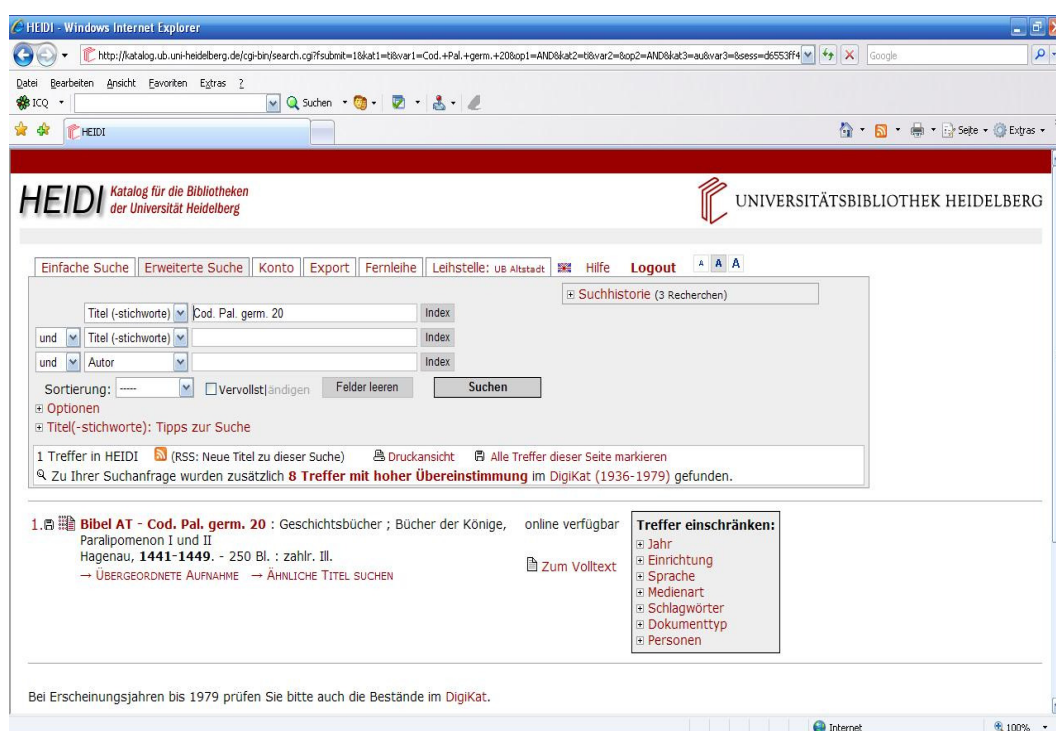 HEIDI - Windows Internet Explorer
http://katalog.ub.uni-heidelberg.de/cgi-bin/search.cgi?fsubmit=1&kat1=ti&var1=Cod.+Pal.+germ.+20&op1=AND&kat2=ti&var2=&op2=AND&kat3=au&var3=&sess=d6553ff4
Google
Datei Bearbeiten Ansicht Favoriten Extras ?
ICQ Suchen
HEIDI Seite Extras
HEIDI Katalog für die Bibliotheken
der Universität Heidelberg
UNIVERSITÄTSBIBLIOTHEK HEIDELBERG
Einfache Suche Erweiterte Suche Konto Export Fernleihe Leihstelle: UB Altstadt Hilfe Logout A A A
Suchhistorie (3 Recherchen)
Titel (-stichworte) Cod. Pal. germ. 20 Index
und Titel (-stichworte) Index
und Autor Index
Sortierung: ----- Vervollst|ändigen Felder leeren Suchen
Optionen
Titel(-stichworte): Tipps zur Suche
1 Treffer in HEIDI (RSS: Neue Titel zu dieser Suche) Druckansicht Alle Treffer dieser Seite markieren
Zu Ihrer Suchanfrage wurden zusätzlich 8 Treffer mit hoher Übereinstimmung im DigiKat (1936-1979) gefunden.
1. Bibel AT - Cod. Pal. germ. 20 : Geschichtsbücher ; Bücher der Könige,
Paralipomenon I und II
Hagenau, 1441-1449. - 250 Bl. : zahlr. Ill.
→ ÜBERGEORDNETE AUFNAHME → ÄHNLICHE TITEL SUCHEN
online verfügbar
Zum Volltext
Treffer einschränken:
Jahr
Einrichtung
Sprache
Medienart
Schlagwörter
Dokumenttyp
Personen
Bei Erscheinungsjahren bis 1979 prüfen Sie bitte auch die Bestände im DigiKat.
Internet 100%